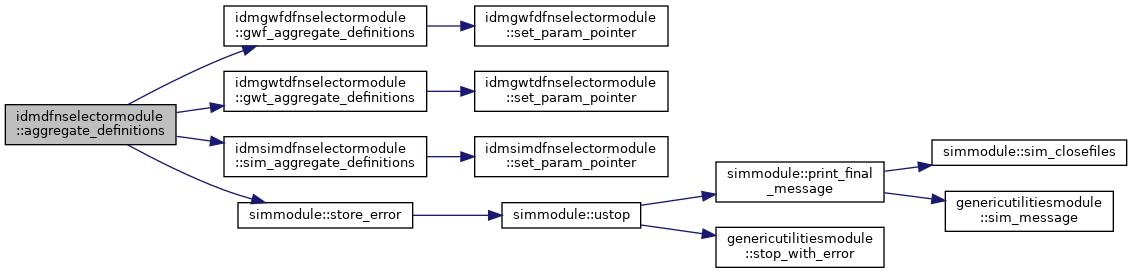 idmdfnselectormodule
::aggregate_definitions
idmgwfdfnselectormodule
::gwf_aggregate_definitions
idmgwfdfnselectormodule
::set_param_pointer
idmgwtdfnselectormodule
::gwt_aggregate_definitions
idmgwtdfnselectormodule
::set_param_pointer
idmsimdfnselectormodule
::sim_aggregate_definitions
idmsimdfnselectormodule
::set_param_pointer
simmodule::store_error
simmodule::ustop
simmodule::print_final
_message
simmodule::sim_closefiles
genericutilitiesmodule
::sim_message
genericutilitiesmodule
::stop_with_error